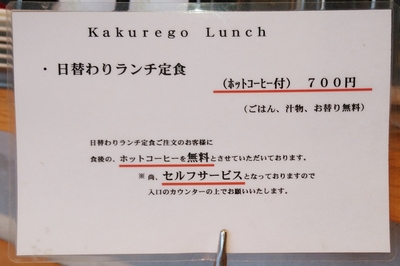 Kakurego Lunch
・日替わりランチ定食
（ホットコーヒー付） ７００円
（ごはん、汁物、お替り無料）
日替わりランチ定食ご注文のお客様に
食後の、ホットコーヒーを無料とさせていただいております。
※尚、セルフサービスとなっておりますので
入口のカウンターの上でお願いいたします。